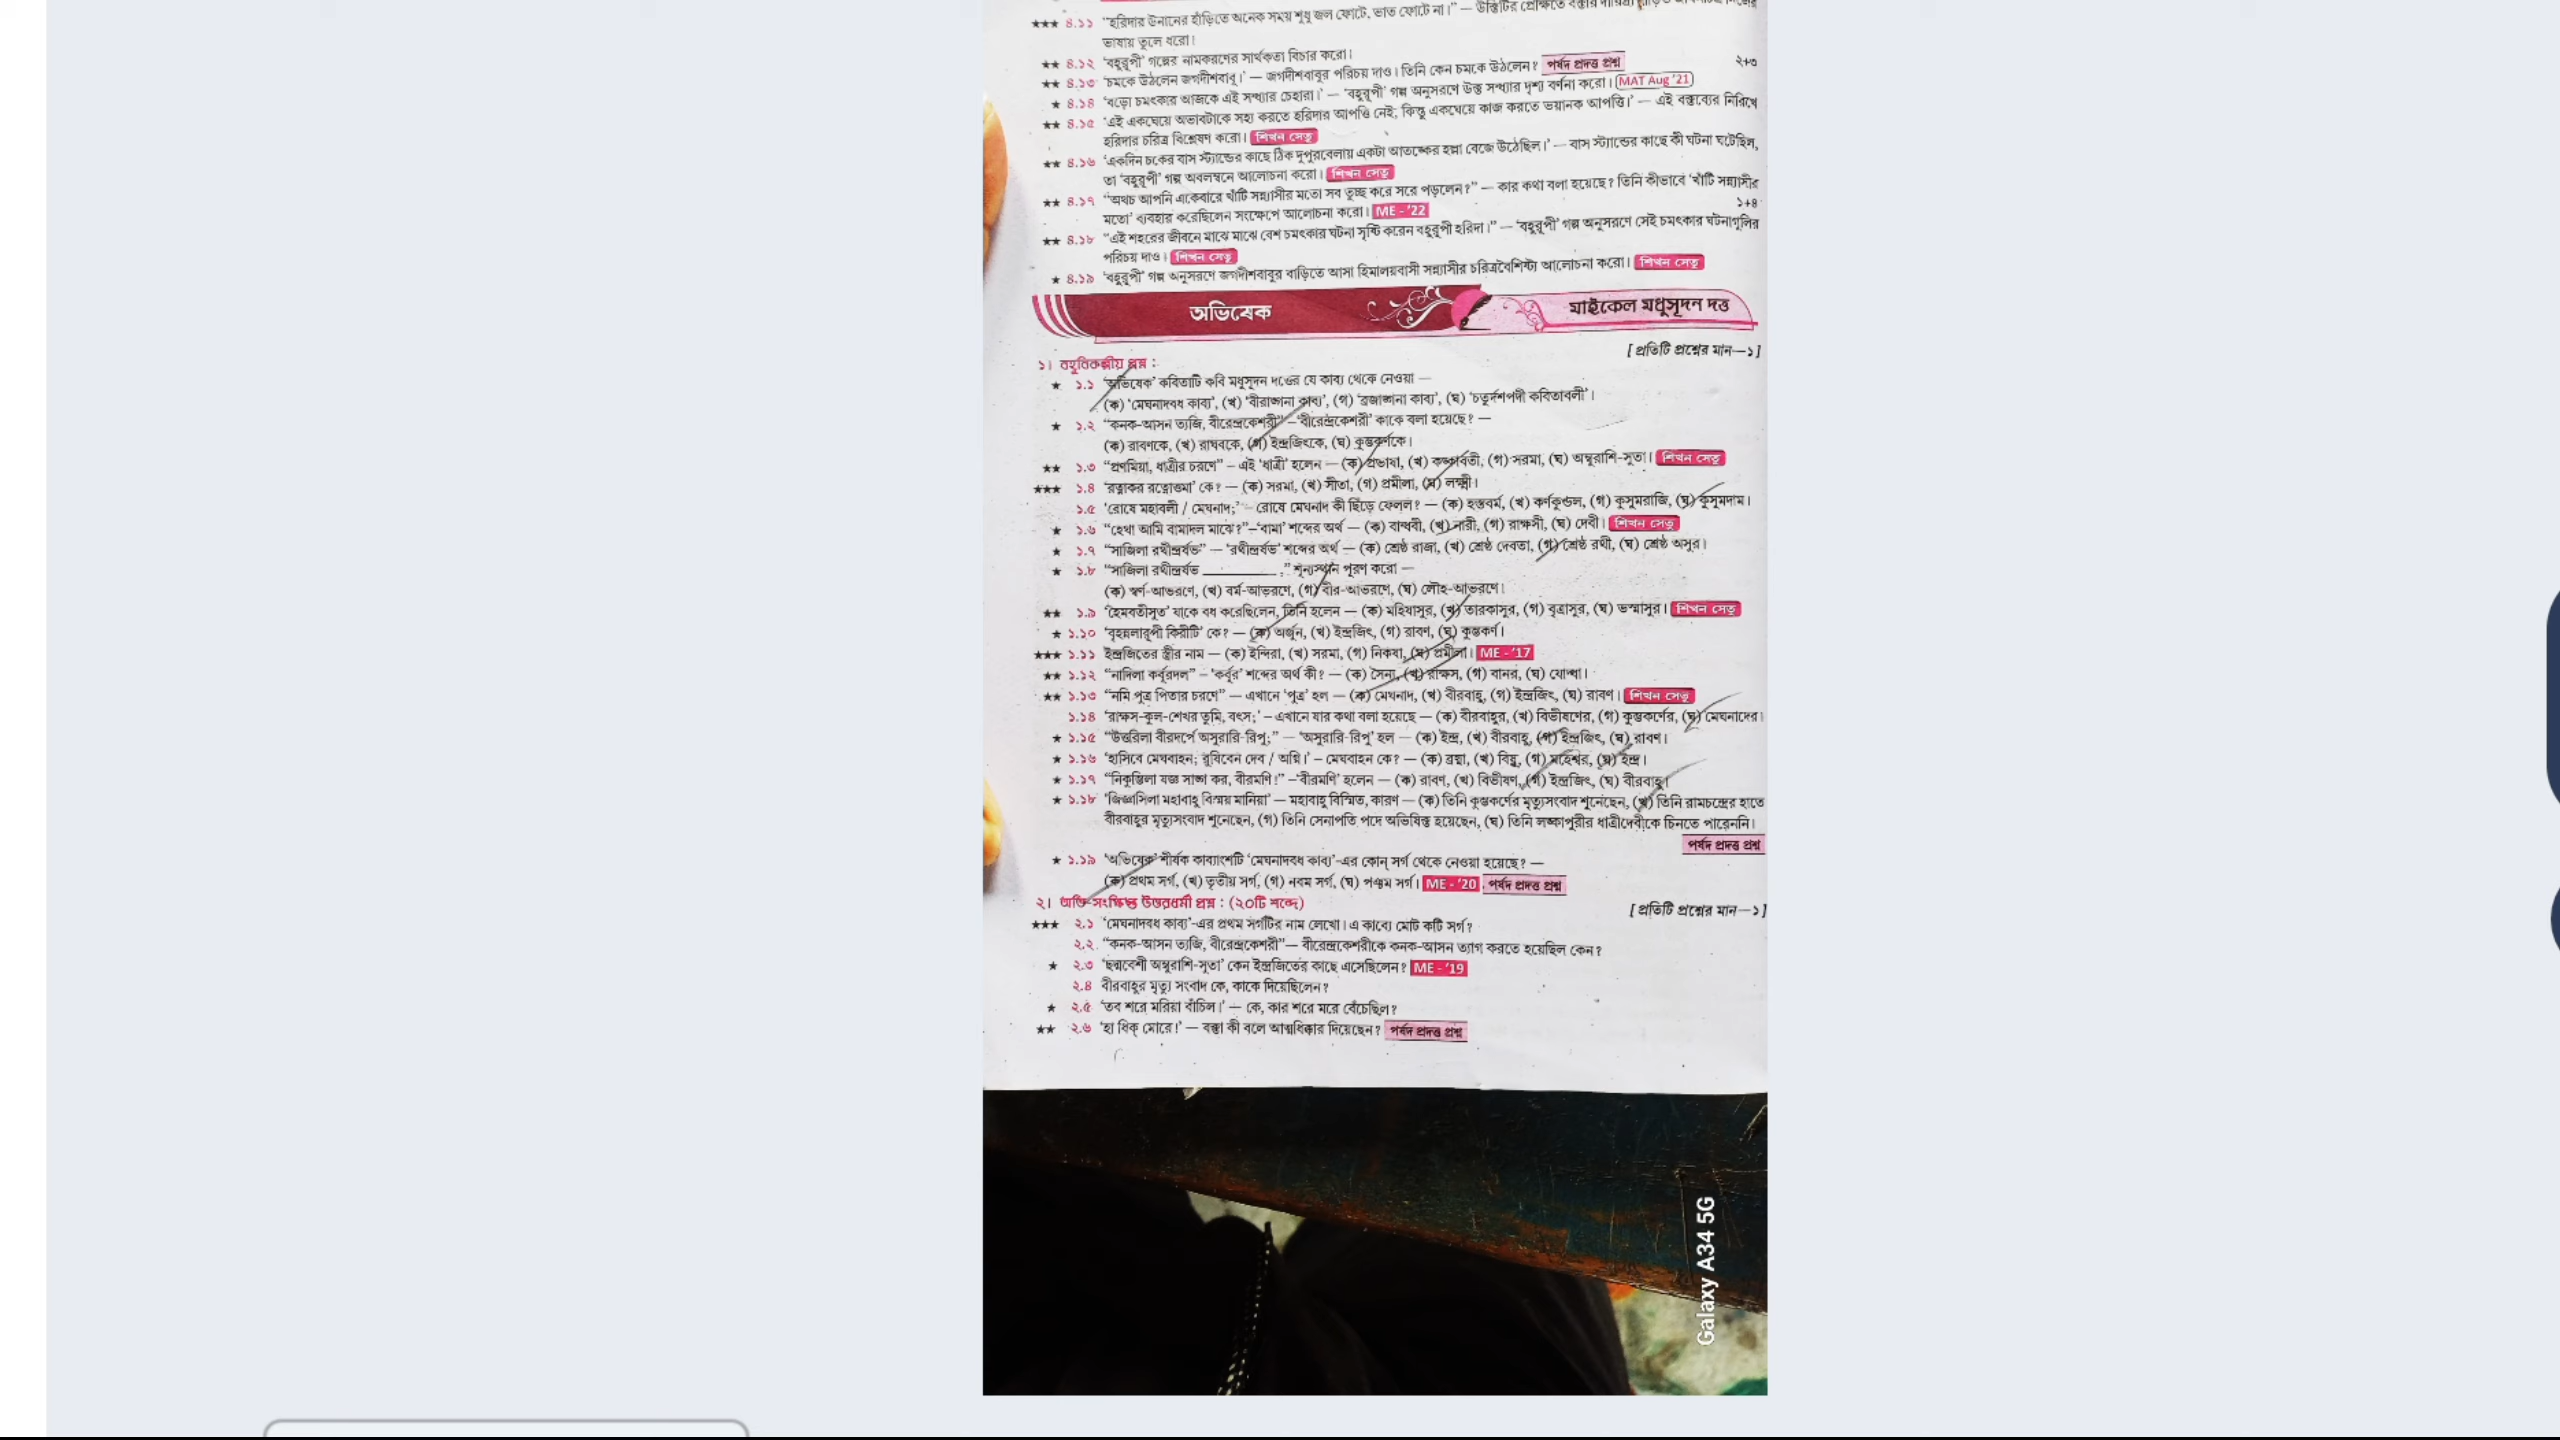 ★★★ ৪.১১ “হরিদার উনানের হাঁড়িতে অনেক সময় শুধু জল ফোটে, ভাত ফোটে না।” — উক্তিটির প্রেক্ষিতে বক্তার
ভাষায় তুলে ধরো।
★★ ৪.১২ ‘বহুরূপী’ গল্পের নামকরণের সার্থকতা বিচার করো।
★★ ৪.১৩ ‘চমকে উঠলেন জগদীশবাবু।’ — জগদীশবাবুর পরিচয় দাও। তিনি কেন চমকে উঠলেন? পর্ষদ প্রদত্ত প্রশ্ন ২+৩
★ ৪.১৪ ‘বড়ো চমৎকার আজকে এই সন্ধ্যার চেহারা।’ — ‘বহুরূপী’ গল্প অনুসরণে উক্ত সন্ধ্যার দৃশ্য বর্ণনা করো। MAT Aug '21
★★ ৪.১৫ ‘এই একঘেয়ে অভাবটাকে সহ্য করতে হরিদার আপত্তি নেই; কিন্তু একঘেয়ে কাজ করতে ভয়ানক আপত্তি।’ — এই বক্তব্যের নিরিখে
হরিদার চরিত্র বিশ্লেষণ করো। শিখন সেতু
★★ ৪.১৬ ‘একদিন চকের বাস স্ট্যান্ডের কাছে ঠিক দুপুরবেলায় একটা আতঙ্কের হল্লা বেজে উঠেছিল।’ — বাস স্ট্যান্ডের কাছে কী ঘটনা ঘটেছিল,
তা ‘বহুরূপী’ গল্প অবলম্বনে আলোচনা করো। শিখন সেতু
★★ ৪.১৭ “অথচ আপনি একেবারে খাঁটি সন্ন্যাসীর মতো সব তুচ্ছ করে সরে পড়লেন?” — কার কথা বলা হয়েছে? তিনি কীভাবে ‘খাঁটি সন্ন্যাসীর
মতো’ ব্যবহার করেছিলেন সংক্ষেপে আলোচনা করো। ME - '22 ১+৪
★★ ৪.১৮ “এই শহরের জীবনে মাঝে মাঝে বেশ চমৎকার ঘটনা সৃষ্টি করেন বহুরূপী হরিদা।” — ‘বহুরূপী’ গল্প অনুসরণে সেই চমৎকার ঘটনাগুলির
পরিচয় দাও। শিখন সেতু
★ ৪.১৯ ‘বহুরূপী’ গল্প অনুসরণে জগদীশবাবুর বাড়িতে আসা হিমালয়বাসী সন্ন্যাসীর চরিত্রবৈশিষ্ট্য আলোচনা করো। শিখন সেতু
অভিষেক মাইকেল মধুসূদন দত্ত
১। বহুবিকল্পীয় প্রশ্ন : [প্রতিটি প্রশ্নের মান—১]
★ ১.১ ‘অভিষেক’ কবিতাটি কবি মধুসূদন দত্তের যে কাব্য থেকে নেওয়া —
(ক) ‘মেঘনাদবধ কাব্য’, (খ) ‘বীরাঙ্গনা কাব্য’, (গ) ‘ব্রজাঙ্গনা কাব্য’, (ঘ) ‘চতুর্দশপদী কবিতাবলী’।
★ ১.২ “কনক-আসন ত্যজি, বীরেন্দ্রকেশরী” – ‘বীরেন্দ্রকেশরী’ কাকে বলা হয়েছে? —
(ক) রাবণকে, (খ) রাঘবকে, (গ) ইন্দ্রজিৎকে, (ঘ) কুম্ভকর্ণকে।
★★ ১.৩ “প্রণমিয়া, ধাত্রীর চরণে” – এই ‘ধাত্রী’ হলেন — (ক) প্রভাষা, (খ) কলাবতী, (গ) সরমা, (ঘ) অম্বুরাশি-সুতা। শিখন সেতু
★★★ ১.৪ ‘রত্নাকর রত্নোত্তমা’ কে? — (ক) সরমা, (খ) সীতা, (গ) প্রমীলা, (ঘ) লক্ষ্মী।
১.৫ ‘রোষে মহাবলী / মেঘনাদ;’ – রোষে মেঘনাদ কী ছিঁড়ে ফেলল? — (ক) হস্তবর্ম, (খ) কর্ণকুণ্ডল, (গ) কুসুমরাজি, (ঘ) কুসুমদাম।
★ ১.৬ “হেথা আমি বামাদল মাঝে?”–‘বামা’ শব্দের অর্থ — (ক) বান্ধবী, (খ) নারী, (গ) রাক্ষসী, (ঘ) দেবী। শিখন সেতু
★ ১.৭ “সাজিলা রথীন্দ্রর্ষভ” — ‘রথীন্দ্রর্ষভ’ শব্দের অর্থ — (ক) শ্রেষ্ঠ রাজা, (খ) শ্রেষ্ঠ দেবতা, (গ) শ্রেষ্ঠ রথী, (ঘ) শ্রেষ্ঠ অসুর।
★ ১.৮ “সাজিলা রথীন্দ্রর্ষভ ________,” শূন্যস্থান পূরণ করো —
(ক) স্বর্ণ-আভরণে, (খ) বর্ম-আভরণে, (গ) বীর-আভরণে, (ঘ) লৌহ-আভরণে।
★★ ১.৯ ‘হৈমবতীসুত’ যাকে বধ করেছিলেন, তিনি হলেন — (ক) মহিষাসুর, (খ) তারকাসুর, (গ) বৃত্রাসুর, (ঘ) ভস্মাসুর। শিখন সেতু
★ ১.১০ ‘বৃহন্নলারূপী কিরীটি’ কে? — (ক) অর্জুন, (খ) ইন্দ্রজিৎ, (গ) রাবণ, (ঘ) কুম্ভকর্ণ।
★★★ ১.১১ ইন্দ্রজিতের স্ত্রীর নাম — (ক) ইন্দিরা, (খ) সরমা, (গ) নিকষা, (ঘ) প্রমীলা। ME - '17
★★ ১.১২ “নাদিলা কর্বূরদল” – ‘কর্বূর’ শব্দের অর্থ কী? — (ক) সৈন্য, (খ) রাক্ষস, (গ) বানর, (ঘ) যোদ্ধা।
★★ ১.১৩ “নমি পুত্র পিতার চরণে” — এখানে ‘পুত্র’ হল — (ক) মেঘনাদ, (খ) বীরবাহু, (গ) ইন্দ্রজিৎ, (ঘ) রাবণ। শিখন সেতু
১.১৪ ‘রাক্ষস-কুল-শেখর তুমি, বৎস;’ – এখানে যার কথা বলা হয়েছে — (ক) বীরবাহুর, (খ) বিভীষণের, (গ) কুম্ভকর্ণের, (ঘ) মেঘনাদের।
★ ১.১৫ “উত্তরিলা বীরদর্পে অসুরারি-রিপু;” — ‘অসুরারি-রিপু’ হল — (ক) ইন্দ্র, (খ) বীরবাহু, (গ) ইন্দ্রজিৎ, (ঘ) রাবণ।
★ ১.১৬ ‘হাসিবে মেঘবাহন; রুষিবেন দেব / অগ্নি।’ – মেঘবাহন কে? — (ক) ব্রহ্মা, (খ) বিষ্ণু, (গ) মহেশ্বর, (ঘ) ইন্দ্র।
★ ১.১৭ “নিকুম্ভিলা যজ্ঞ সাঙ্গ কর, বীরমণি!” –‘বীরমণি’ হলেন — (ক) রাবণ, (খ) বিভীষণ, (গ) ইন্দ্রজিৎ, (ঘ) বীরবাহু।
★ ১.১৮ ‘জিজ্ঞাসিলা মহাবাহু বিস্ময় মানিয়া’ — মহাবাহু বিস্মিত, কারণ — (ক) তিনি কুম্ভকর্ণের মৃত্যুসংবাদ শুনেছেন, (খ) তিনি রামচন্দ্রের হাতে
বীরবাহুর মৃত্যুসংবাদ শুনেছেন, (গ) তিনি সেনাপতি পদে অভিষিক্ত হয়েছেন, (ঘ) তিনি লঙ্কাপুরীর ধাত্রীদেবীকে চিনতে পারেননি।
পর্ষদ প্রদত্ত প্রশ্ন
★ ১.১৯ ‘অভিষেক’ শীর্ষক কাব্যাংশটি ‘মেঘনাদবধ কাব্য’-এর কোন্ সর্গ থেকে নেওয়া হয়েছে? —
(ক) প্রথম সর্গ, (খ) তৃতীয় সর্গ, (গ) নবম সর্গ, (ঘ) পঞ্চম সর্গ। ME - '20 , পর্ষদ প্রদত্ত প্রশ্ন
২। অতি-সংক্ষিপ্ত উত্তরধর্মী প্রশ্ন : (২০টি শব্দে) [প্রতিটি প্রশ্নের মান—১]
★★★ ২.১ ‘মেঘনাদবধ কাব্য’-এর প্রথম সর্গটির নাম লেখো। এ কাব্যে মোট কটি সর্গ?
২.২ “কনক-আসন ত্যজি, বীরেন্দ্রকেশরী”— বীরেন্দ্রকেশরীকে কনক-আসন ত্যাগ করতে হয়েছিল কেন?
★ ২.৩ ‘ছদ্মবেশী অম্বুরাশি-সুতা’ কেন ইন্দ্রজিতের কাছে এসেছিলেন? ME - '19
২.৪ বীরবাহুর মৃত্যু সংবাদ কে, কাকে দিয়েছিলেন?
★ ২.৫ ‘তব শরে মরিয়া বাঁচিল।’ — কে, কার শরে মরে বেঁচেছিল?
★★ ২.৬ ‘হা ধিক্ মোরে!’ — বক্তা কী বলে আত্মধিক্কার দিয়েছেন? পর্ষদ প্রদত্ত প্রশ্ন
Galaxy A34 5G